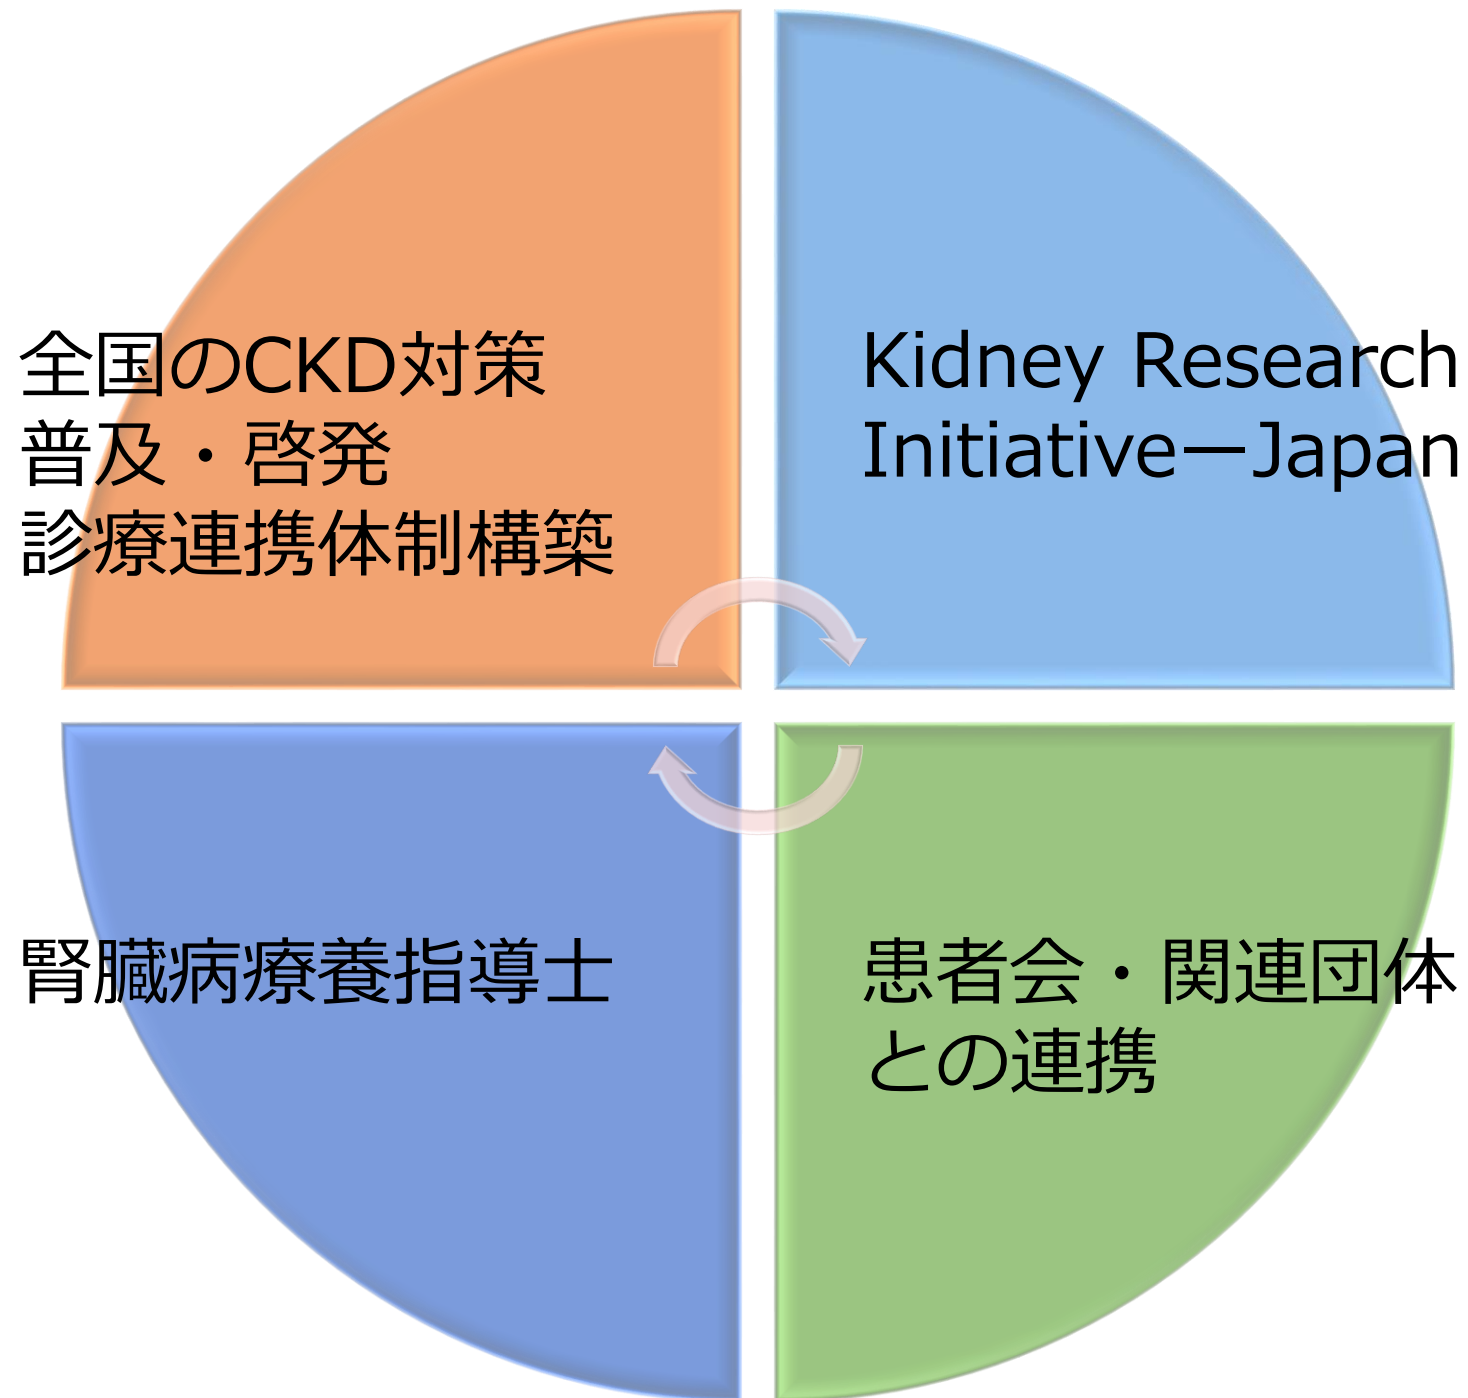 全国のCKD対策
普及・啓発
診療連携体制構築
Kidney Research
InitiativeーJapan
腎臓病療養指導士
患者会・関連団体
との連携